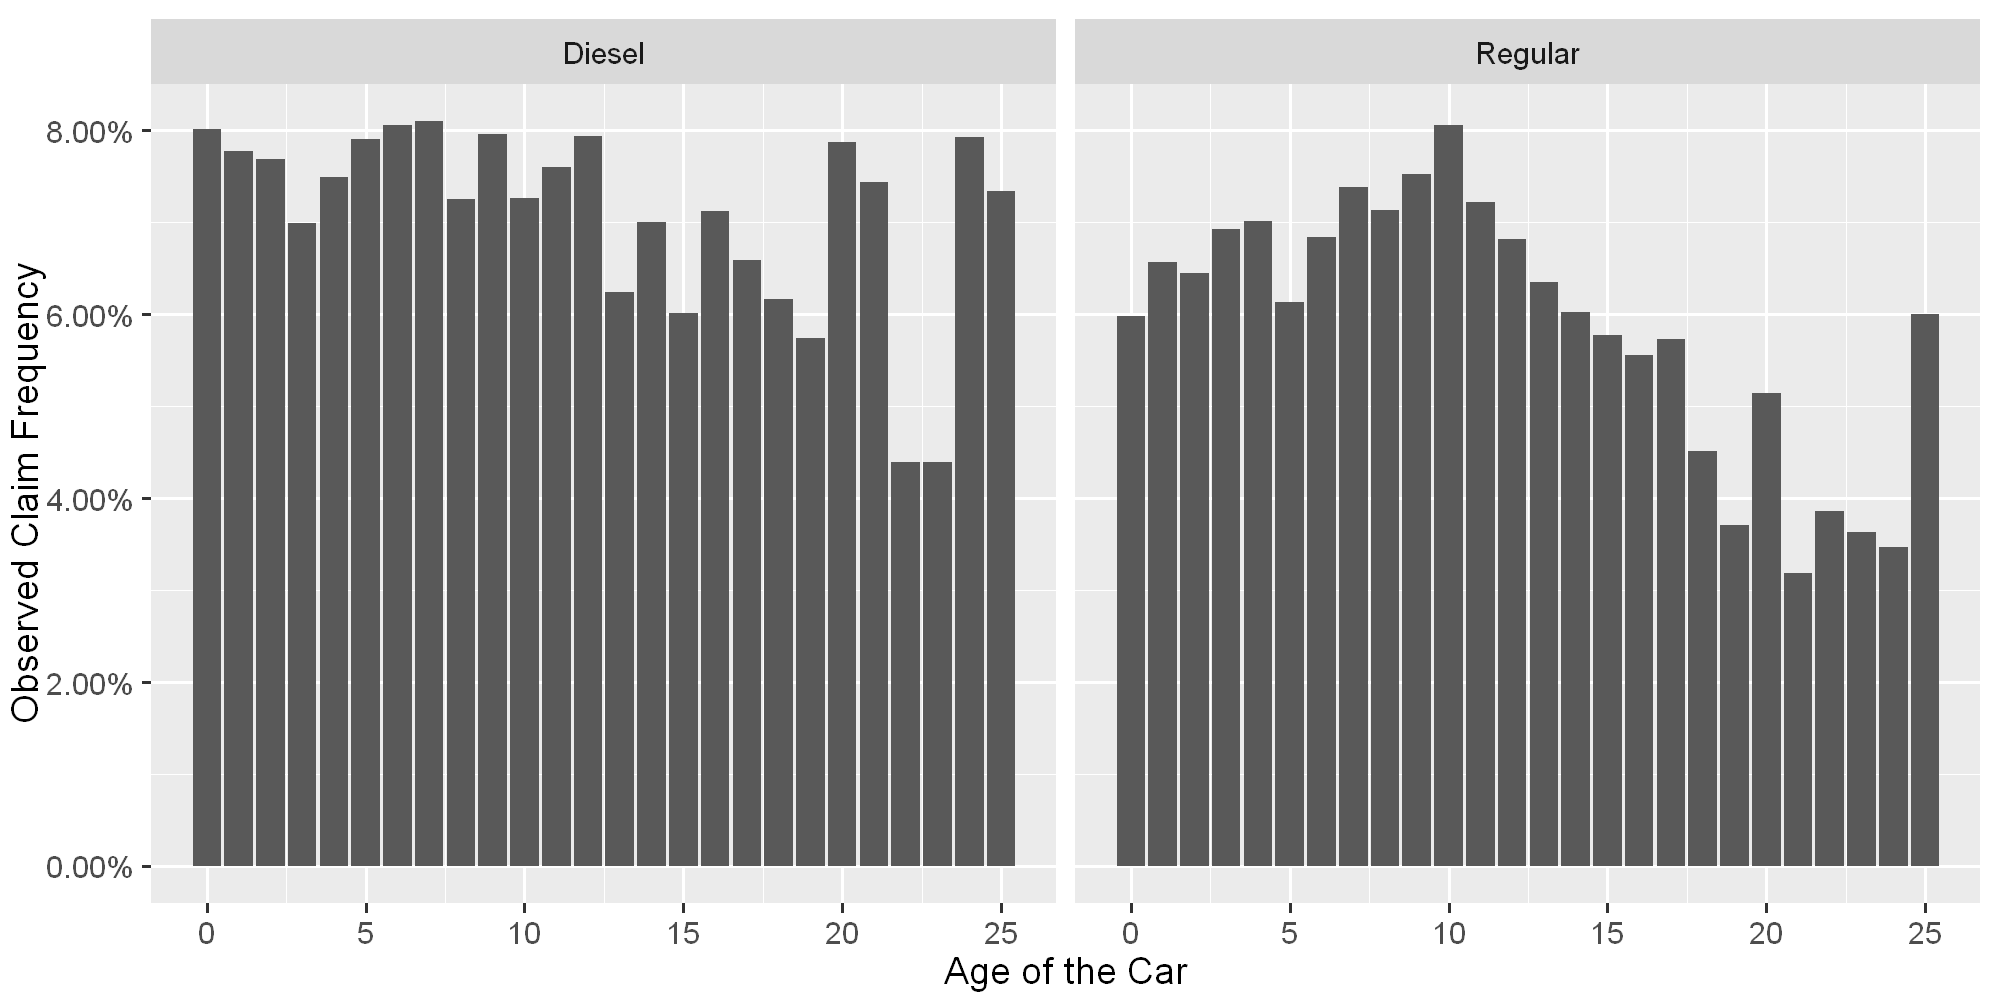 Diesel
Regular
Observed Claim Frequency
8.00%
6.00%
4.00%
2.00%
0.00%
0 5 10 15 20 25
0 5 10 15 20 25
Age of the Car